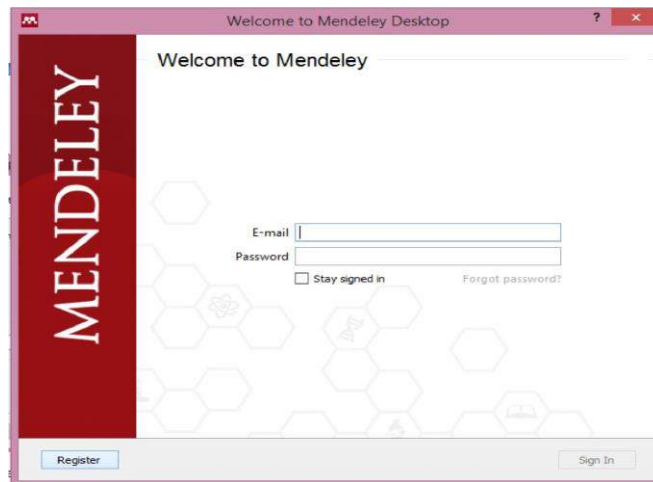 Welcome to Mendeley Desktop
? ×
Welcome to Mendeley
MENDELEY
E-mail
Password
Stay signed in Forgot password?
Register Sign In